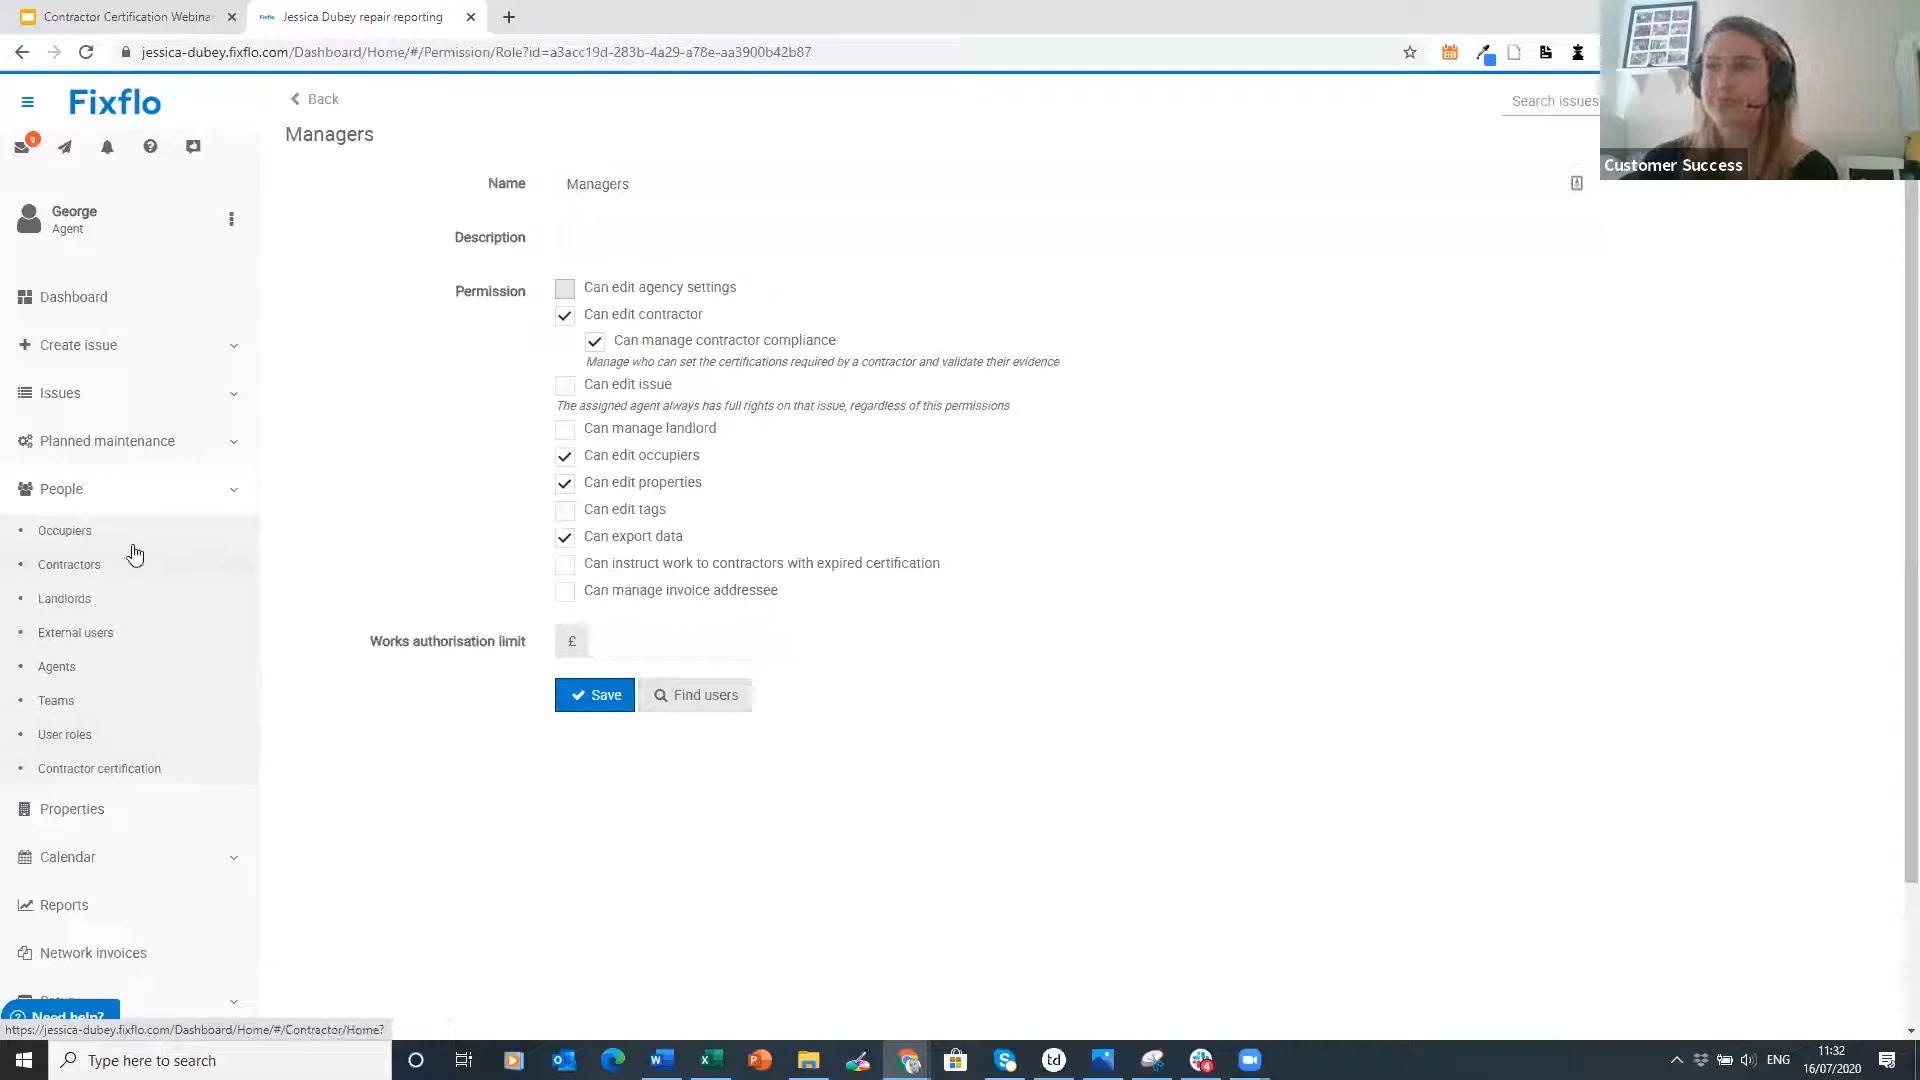 Contractor Certification Webina
Fixflo Jessica Dubey repair reporting
jessica-dubey.fixflo.com/Dashboard/Home/#/Permission/Role?id=a3acc19d-283b-4a29-a78e-aa3900b42b87
Fixflo
9
George
Agent
Dashboard
Create issue
Issues
Planned maintenance
People
Occupiers
Contractors
Landlords
External users
Agents
Teams
User roles
Contractor certification
Properties
Calendar
Reports
Network invoices
Need help?
https://jessica-dubey.fixflo.com/Dashboard/Home/#/Contractor/Home?
Back
Search issues
Managers
Name Managers
Description
Permission
Can edit agency settings
Can edit contractor
Can manage contractor compliance
Manage who can set the certifications required by a contractor and validate their evidence
Can edit issue
The assigned agent always has full rights on that issue, regardless of this permissions
Can manage landlord
Can edit occupiers
Can edit properties
Can edit tags
Can export data
Can instruct work to contractors with expired certification
Can manage invoice addressee
Works authorisation limit £
Save Find users
Customer Success
Type here to search
td
4
ENG
11:32
16/07/2020